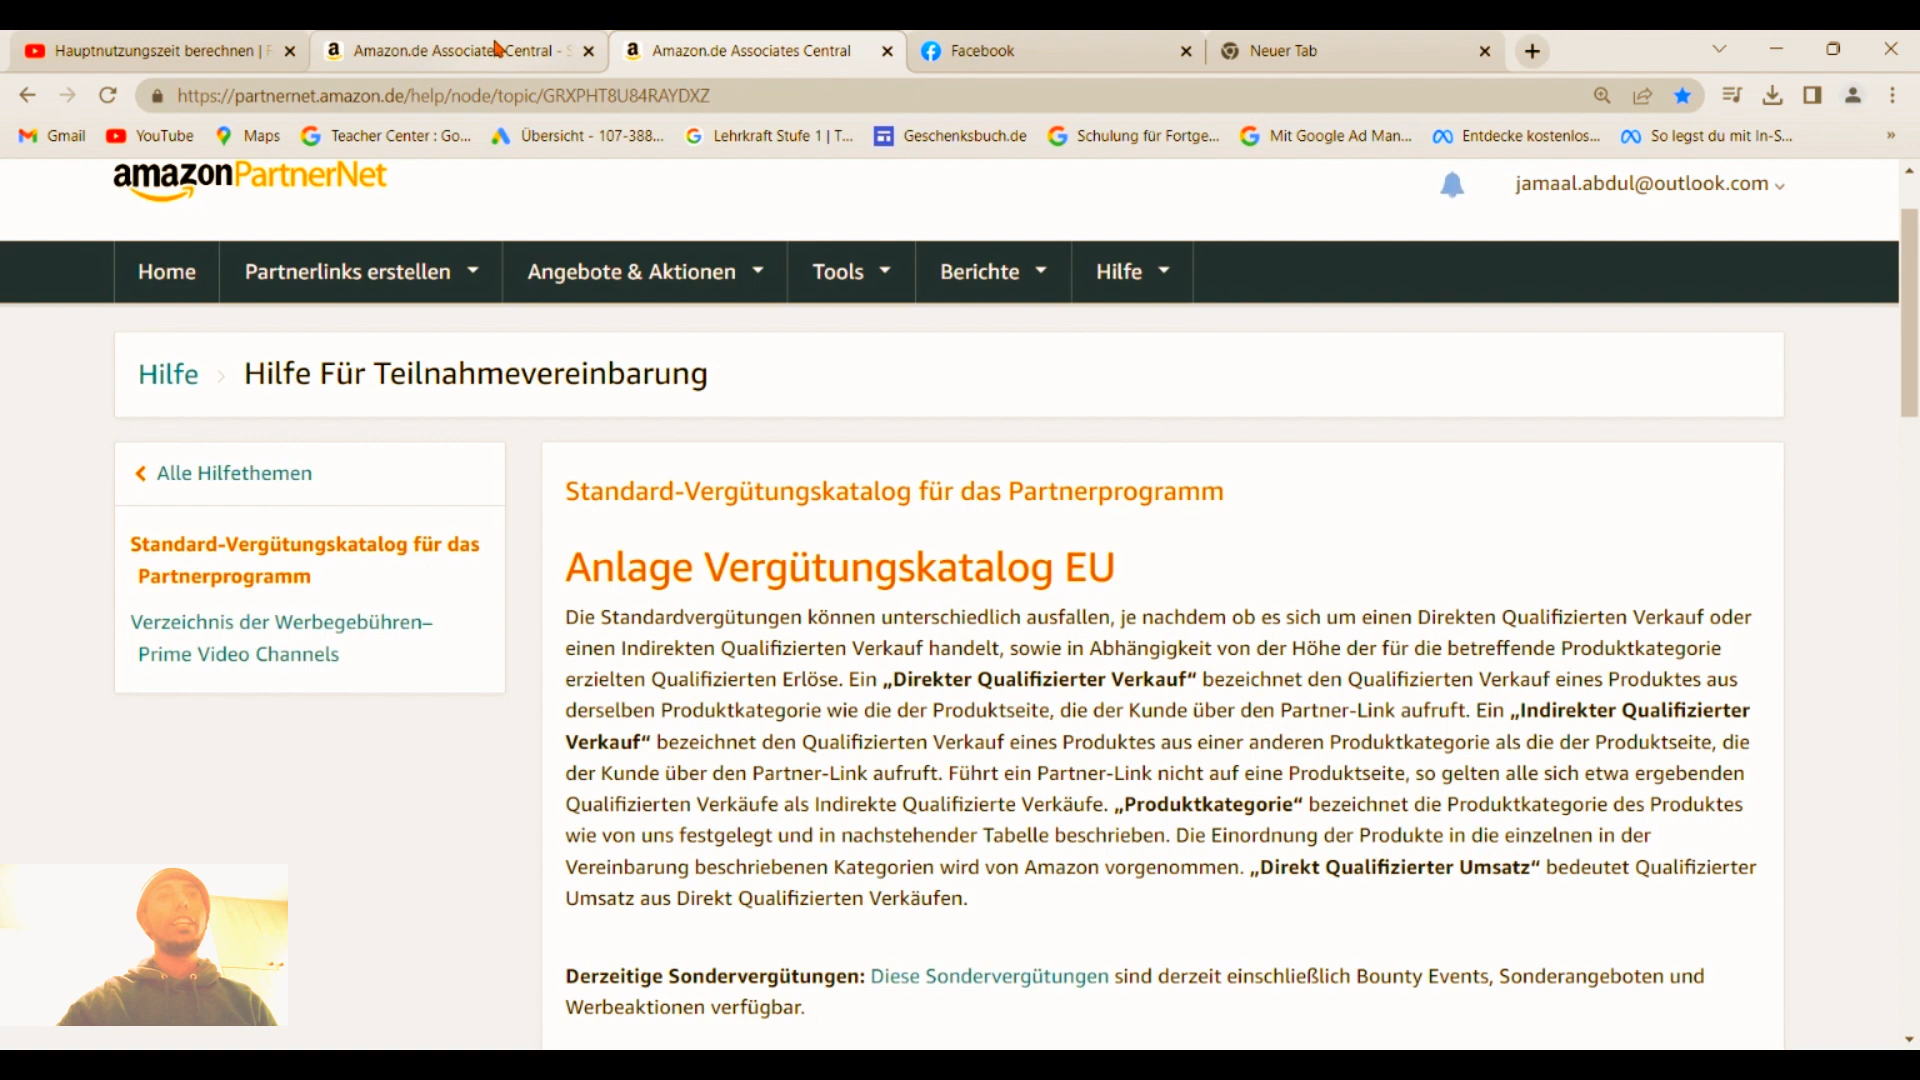 Hauptnutzungszeit berechnen |
Amazon.de Associates Central -
Amazon.de Associates Central
Facebook
Neuer Tab
https://partnernet.amazon.de/help/node/topic/GRXPHT8U84RAYDXZ
Gmail
YouTube
Maps
Teacher Center : Go...
Übersicht - 107-388...
Lehrkraft Stufe 1 | T...
Geschenksbuch.de
Schulung für Fortge...
Mit Google Ad Man...
Entdecke kostenlos...
So legst du mit In-S...
amazonPartnerNet
jamaal.abdul@outlook.com
Home
Partnerlinks erstellen
Angebote & Aktionen
Tools
Berichte
Hilfe
Hilfe › Hilfe Für Teilnahmevereinbarung
Alle Hilfethemen
Standard-Vergütungskatalog für das
Partnerprogramm
Verzeichnis der Werbegebühren–
Prime Video Channels
Standard-Vergütungskatalog für das Partnerprogramm
Anlage Vergütungskatalog EU
Die Standardvergütungen können unterschiedlich ausfallen, je nachdem ob es sich um einen Direkten Qualifizierten Verkauf oder
einen Indirekten Qualifizierten Verkauf handelt, sowie in Abhängigkeit von der Höhe der für die betreffende Produktkategorie
erzielten Qualifizierten Erlöse. Ein „Direkter Qualifizierter Verkauf“ bezeichnet den Qualifizierten Verkauf eines Produktes aus
derselben Produktkategorie wie die der Produktseite, die der Kunde über den Partner-Link aufruft. Ein „Indirekter Qualifizierter
Verkauf“ bezeichnet den Qualifizierten Verkauf eines Produktes aus einer anderen Produktkategorie als die der Produktseite, die
der Kunde über den Partner-Link aufruft. Führt ein Partner-Link nicht auf eine Produktseite, so gelten alle sich etwa ergebenden
Qualifizierten Verkäufe als Indirekte Qualifizierte Verkäufe. „Produktkategorie“ bezeichnet die Produktkategorie des Produktes
wie von uns festgelegt und in nachstehender Tabelle beschrieben. Die Einordnung der Produkte in die einzelnen in der
Vereinbarung beschriebenen Kategorien wird von Amazon vorgenommen. „Direkt Qualifizierter Umsatz“ bedeutet Qualifizierter
Umsatz aus Direkt Qualifizierten Verkäufen.
Derzeitige Sondervergütungen: Diese Sondervergütungen sind derzeit einschließlich Bounty Events, Sonderangeboten und
Werbeaktionen verfügbar.